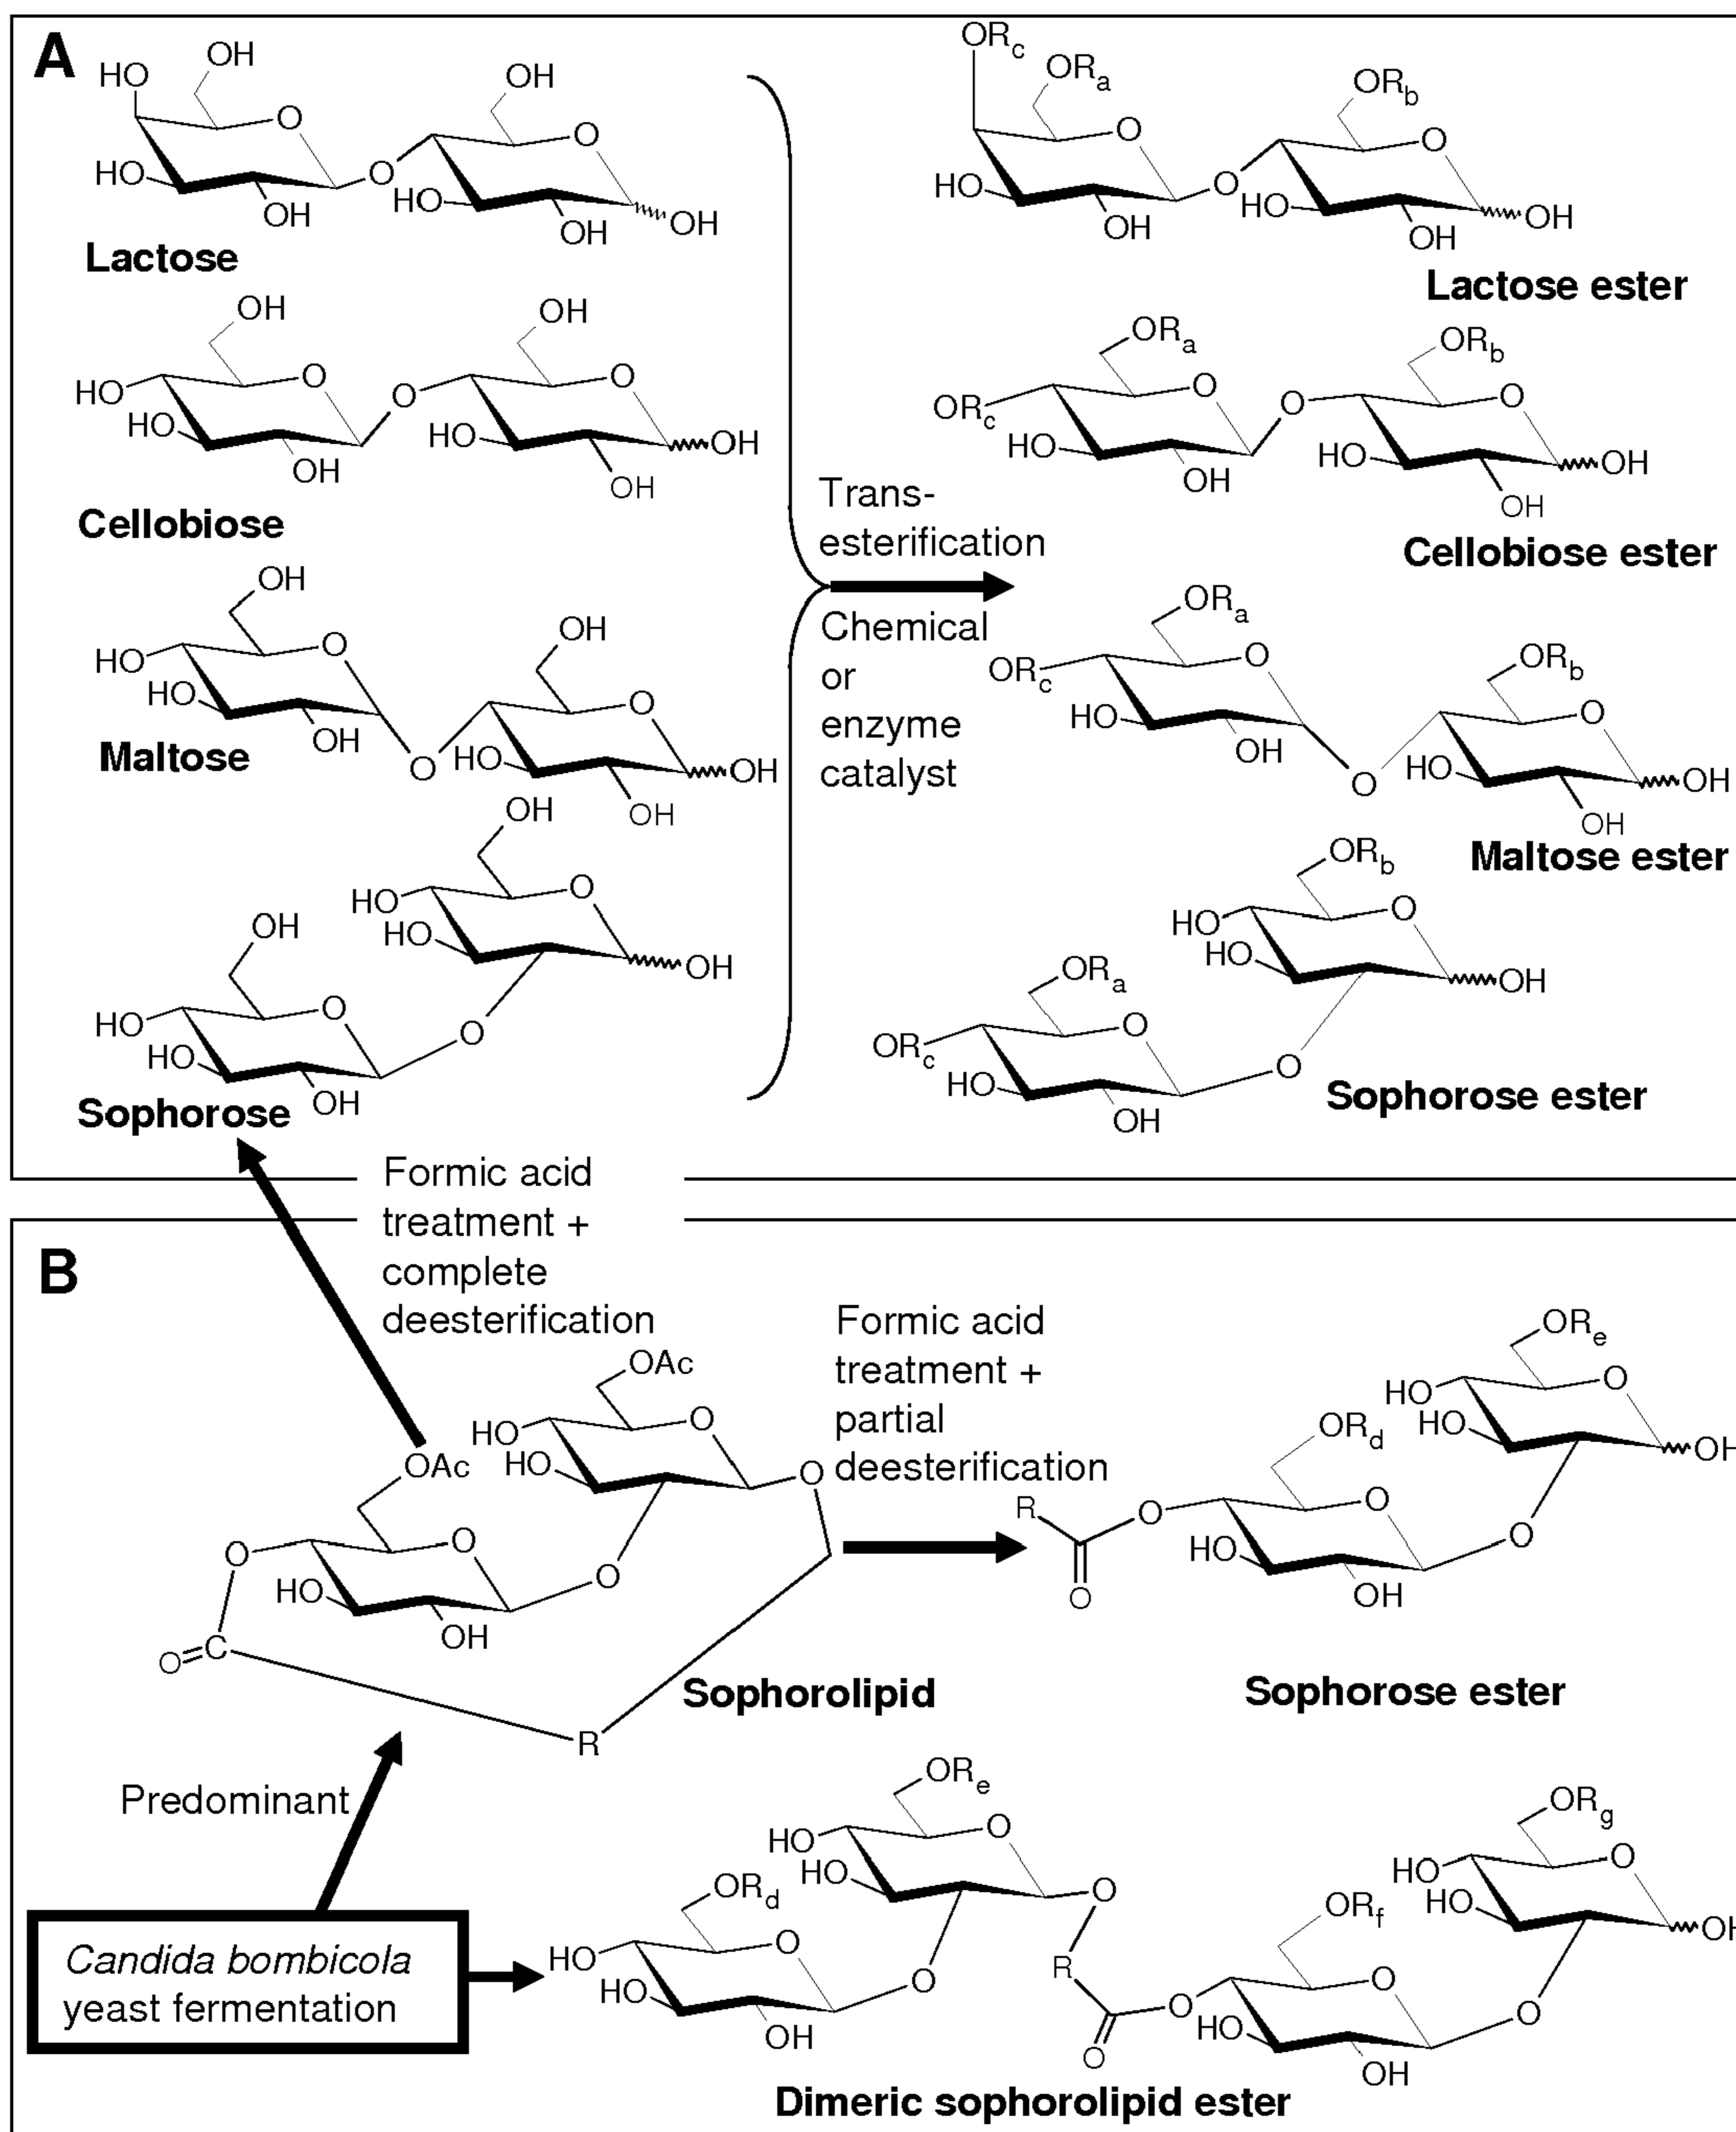 A
HO
OH
OH
O
O
HO
O
HO
OH
OH
OH
Lactose
OH
OH
HO
O
O
O
HO
HO
OH
OH
OH
Cellobiose
OH
HO
O
OH
HO
O
OH
O
HO
OH
OH
Maltose
OH
HO
O
HO
OH
OH
HO
O
O
HO
OH
Sophorose
Trans-
esterification
Chemical
or
enzyme
catalyst
ORc
ORa
ORb
O
O
HO
O
HO
OH
OH
OH
Lactose ester
ORa
ORb
ORc
O
O
O
HO
HO
OH
OH
OH
Cellobiose ester
ORa
ORc
O
ORb
HO
O
OH
O
HO
OH
OH
Maltose ester
ORb
HO
O
HO
OH
ORa
ORc
O
O
HO
OH
Sophorose ester
Formic acid
treatment +
complete
deesterification
B
OAc
HO
O
HO
O
OAc
O
O
O
HO
OH
O
C
R
Sophorolipid
Formic acid
treatment +
partial
deesterification
ORe
HO
O
HO
OH
ORd
R
O
O
O
HO
O
OH
Sophorose ester
Predominant
Candida bombicola
yeast fermentation
ORe
HO
O
HO
O
ORd
HO
O
O
HO
OH
R
O
O
ORg
HO
O
HO
OH
ORf
O
O
HO
OH
Dimeric sophorolipid ester